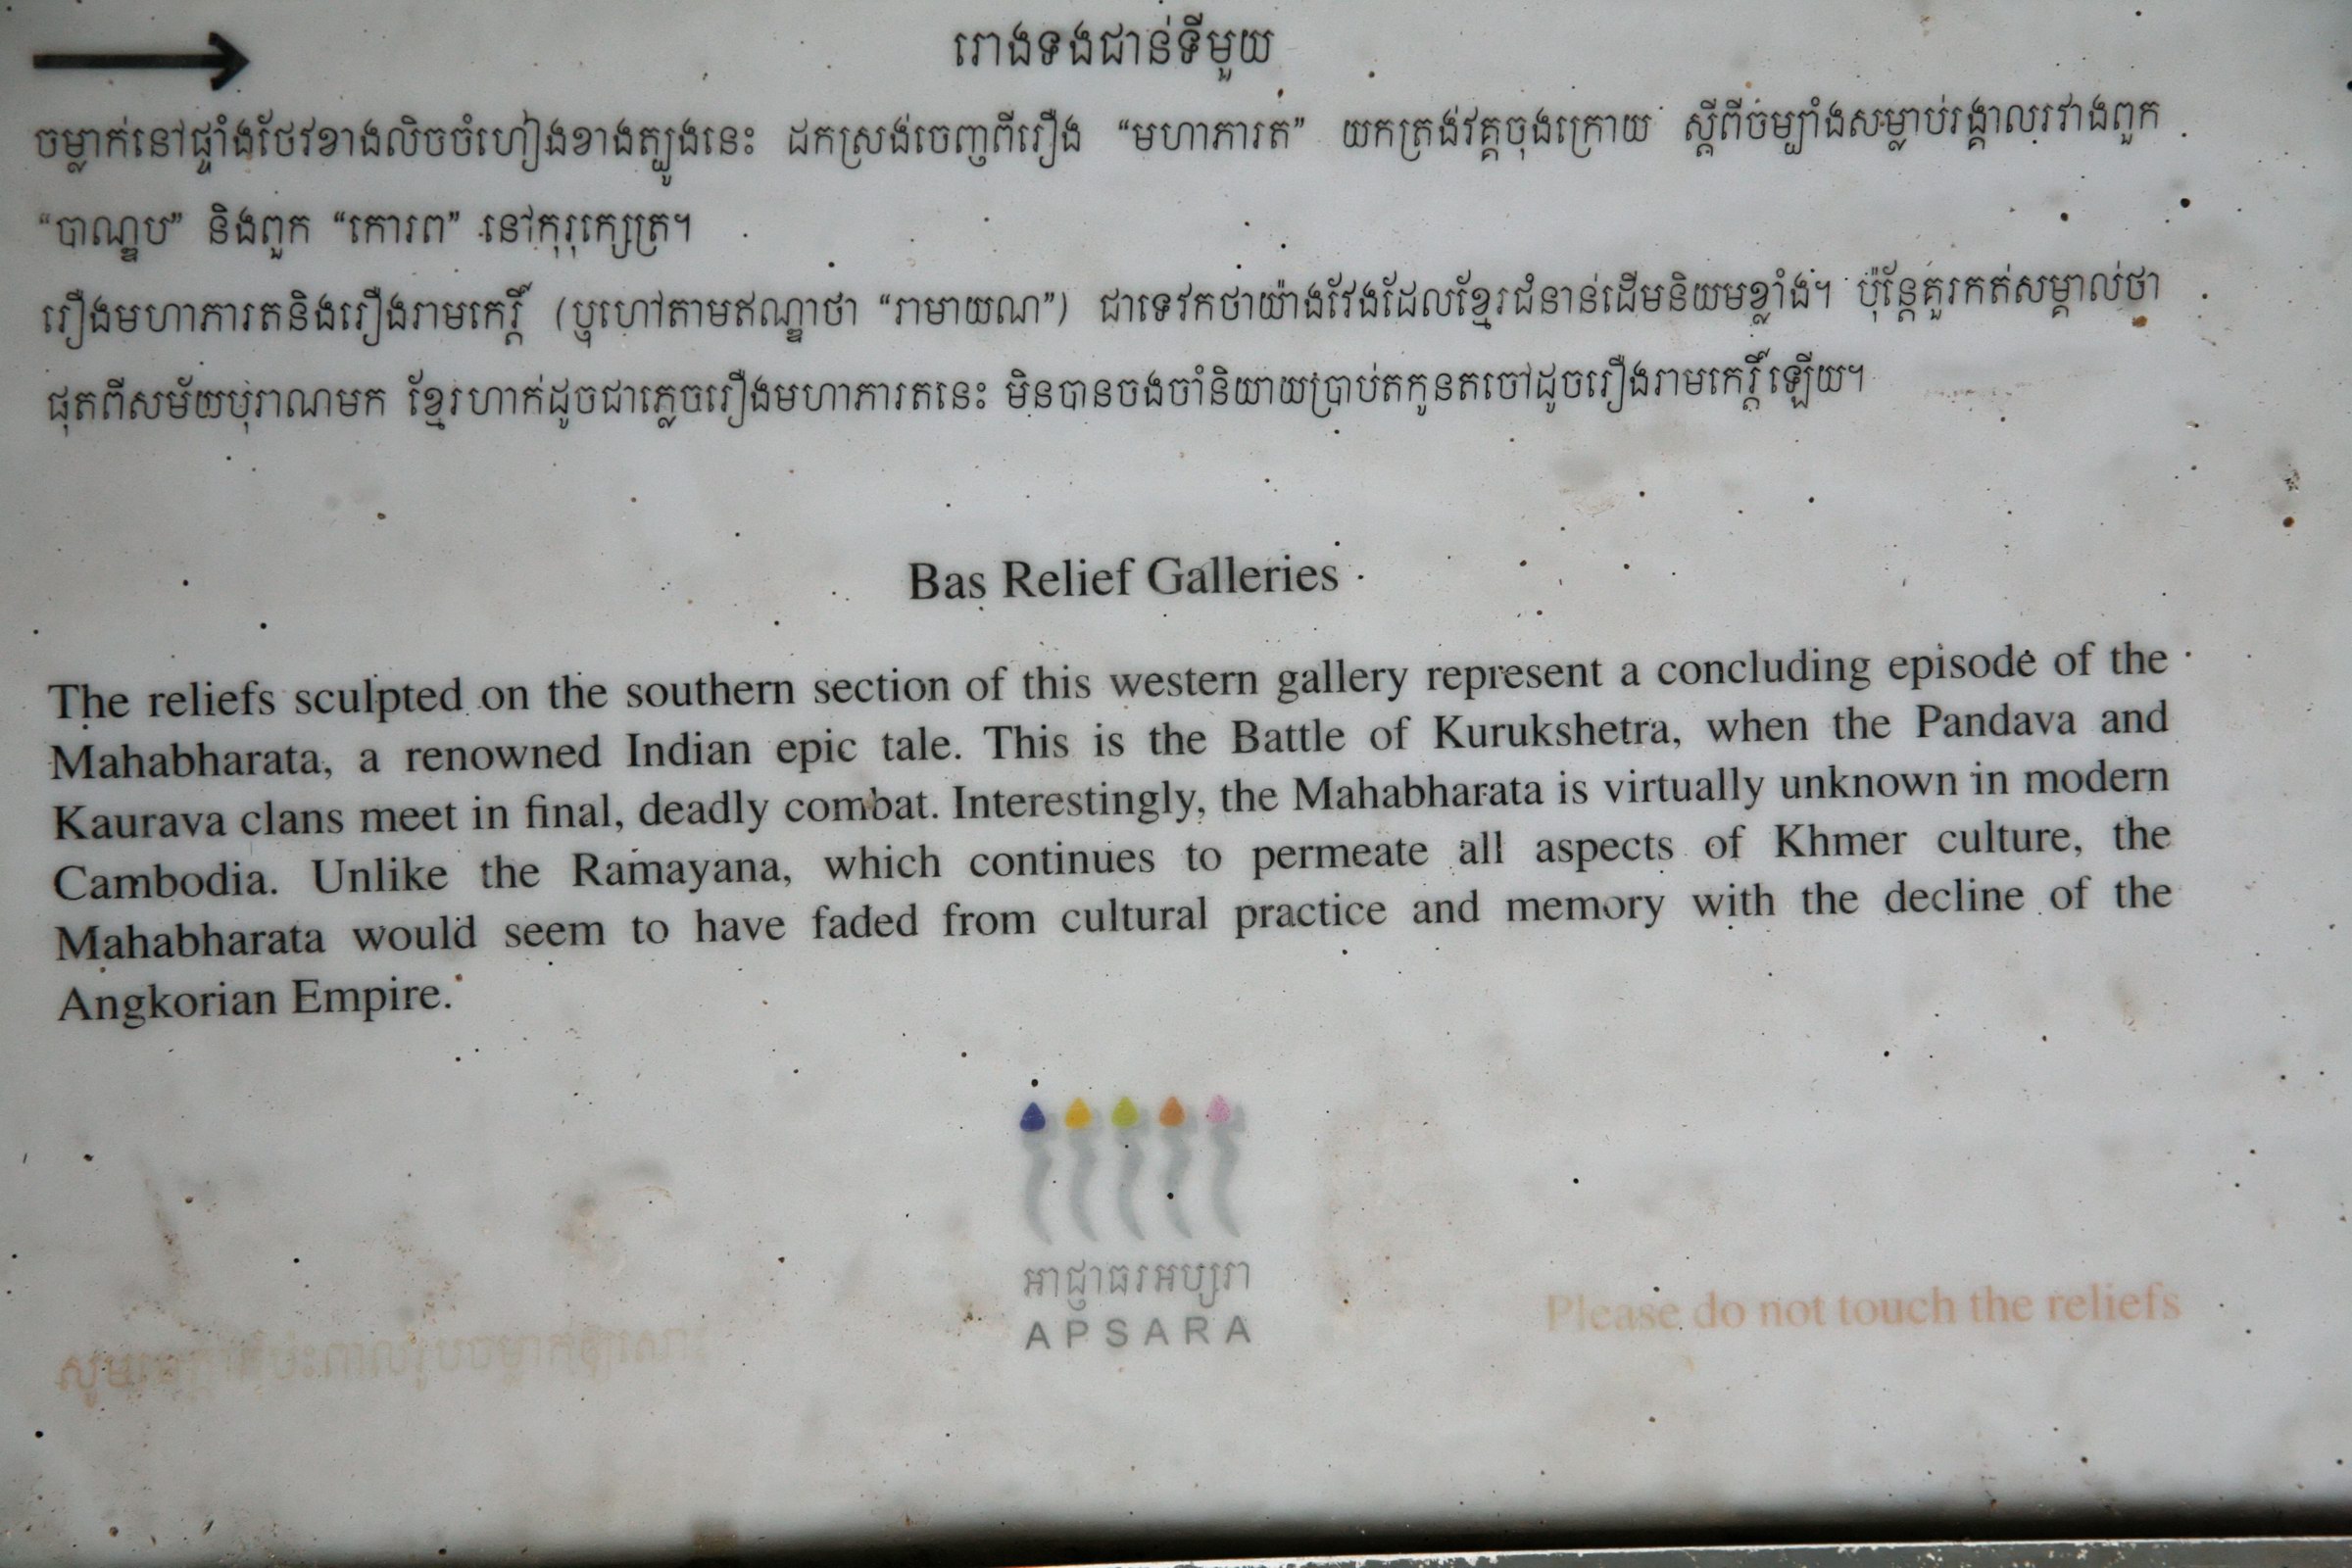 រោងទងជាន់ទីមួយ
ចម្លាក់នៅផ្ទាំងថែវខាងលិចចំហៀងខាងត្បូងនេះ ដកស្រង់ចេញពីរឿង “មហាភារត” យកត្រង់វគ្គចុងក្រោយ ស្តីពីចម្បាំងសម្លាប់រង្គាលរវាងពួក
“បាណ្ឌប” និងពួក “កោរព” នៅកុរុក្សេត្រ។
រឿងមហាភារតនិងរឿងរាមកេរ្តិ៍ (ឬហៅតាមឥណ្ឌាថា “រាមាយណ”) ជាទេវកថាយ៉ាងវែងដែលខ្មែរជំនាន់ដើមនិយមខ្លាំង។ ប៉ុន្តែគួរកត់សម្គាល់ថា
ផុតពីសម័យបុរាណមក ខ្មែរហាក់ដូចជាភ្លេចរឿងមហាភារតនេះ មិនបានចងចាំនិយាយប្រាប់តកូនតចៅដូចរឿងរាមកេរ្តិ៍ឡើយ។
Bas Relief Galleries
The reliefs sculpted on the southern section of this western gallery represent a concluding episode of the
Mahabharata, a renowned Indian epic tale. This is the Battle of Kurukshetra, when the Pandava and
Kaurava clans meet in final, deadly combat. Interestingly, the Mahabharata is virtually unknown in modern
Cambodia. Unlike the Ramayana, which continues to permeate all aspects of Khmer culture, the
Mahabharata would seem to have faded from cultural practice and memory with the decline of the
Angkorian Empire.
អាជ្ញាធរអប្សរា
APSARA
Please do not touch the reliefs